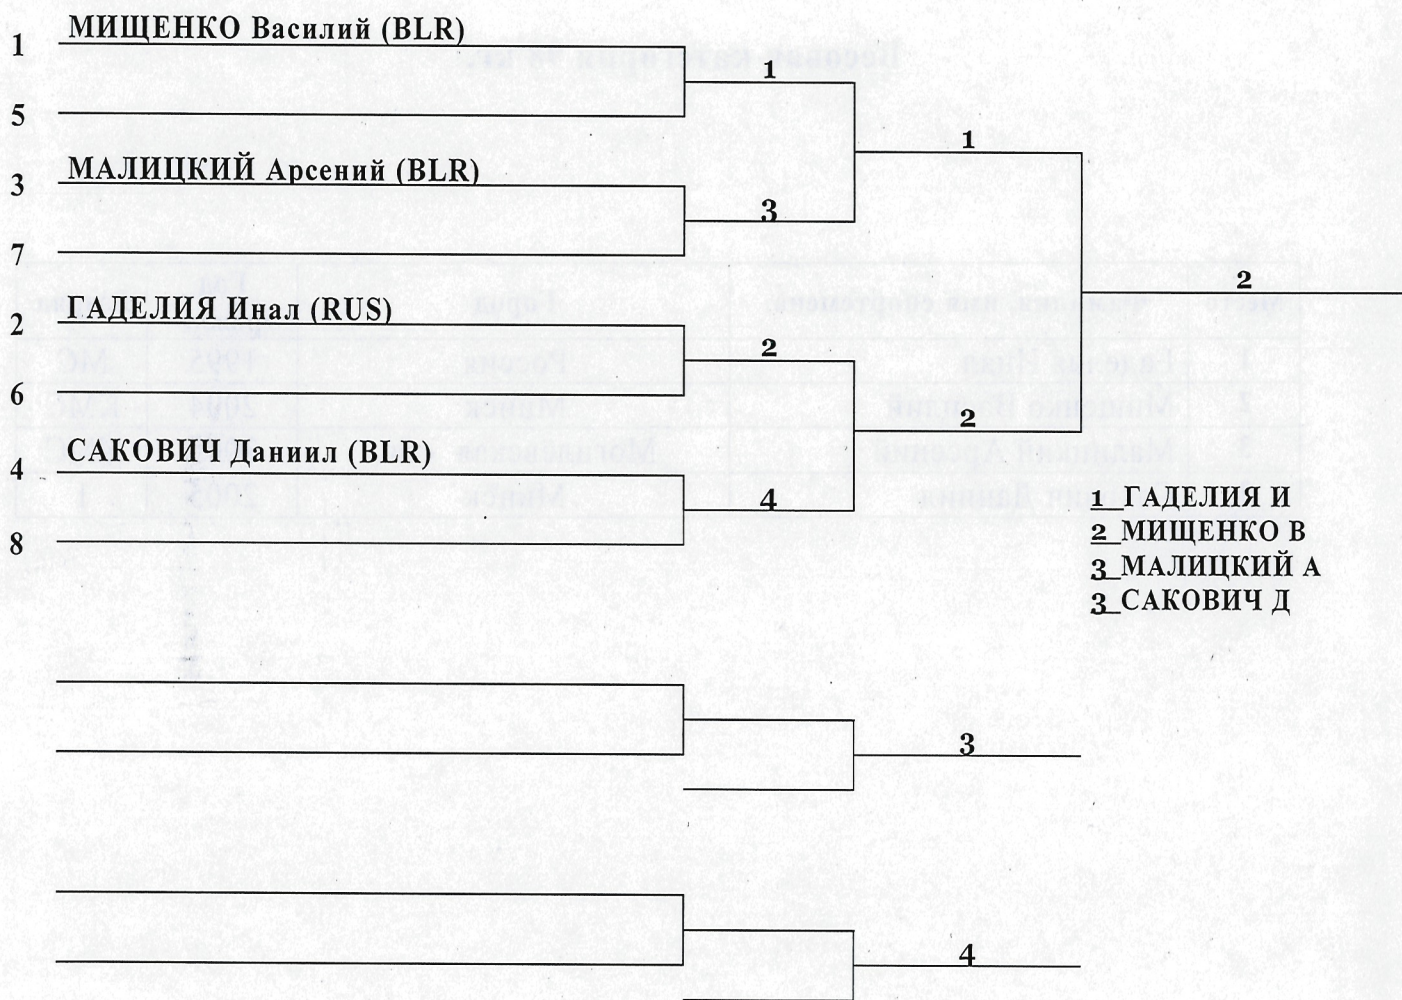 МИЩЕНКО Василий (BLR)
1
1
5
1
МАЛИЦКИЙ Арсений (BLR)
3
3
7
2
ГАДЕЛИЯ Инал (RUS)
2
2
6
2
САКОВИЧ Даниил (BLR)
4
4
8
1 ГАДЕЛИЯ И
2 МИЩЕНКО В
3 МАЛИЦКИЙ А
3 САКОВИЧ Д
3
4